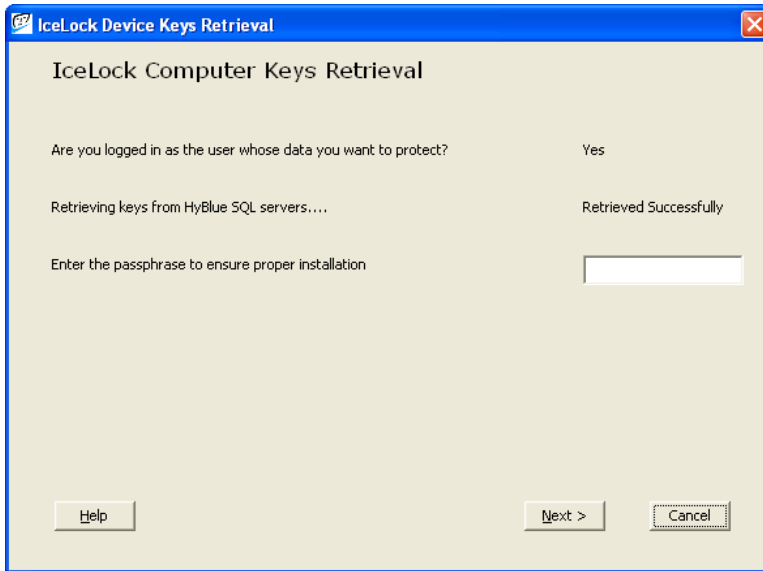 IceLock Device Keys Retrieval
IceLock Computer Keys Retrieval
Are you logged in as the user whose data you want to protect? Yes
Retrieving keys from HyBlue SQL servers.... Retrieved Successfully
Enter the passphrase to ensure proper installation
Help Next > Cancel